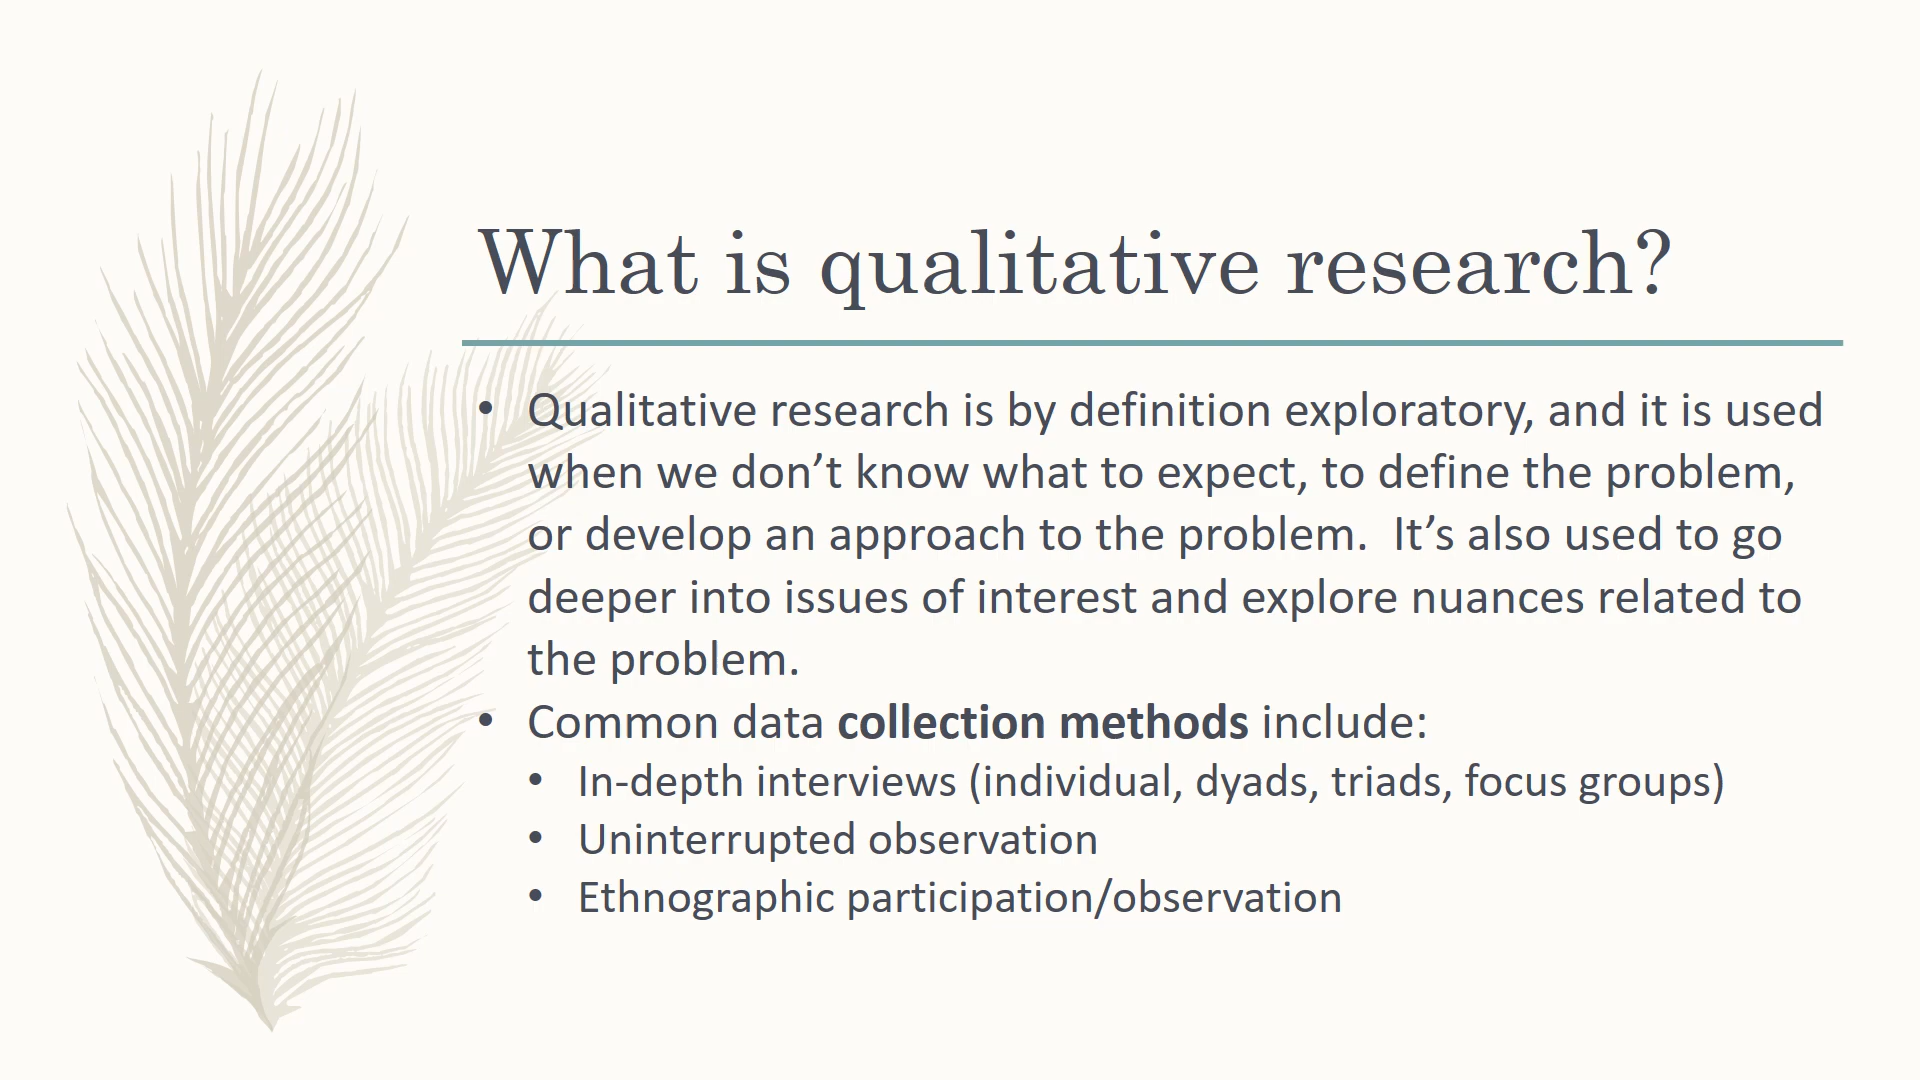 What is qualitative research?
• Qualitative research is by definition exploratory, and it is used
when we don’t know what to expect, to define the problem,
or develop an approach to the problem.  It’s also used to go
deeper into issues of interest and explore nuances related to
the problem.
• Common data collection methods include:
• In-depth interviews (individual, dyads, triads, focus groups)
• Uninterrupted observation
• Ethnographic participation/observation